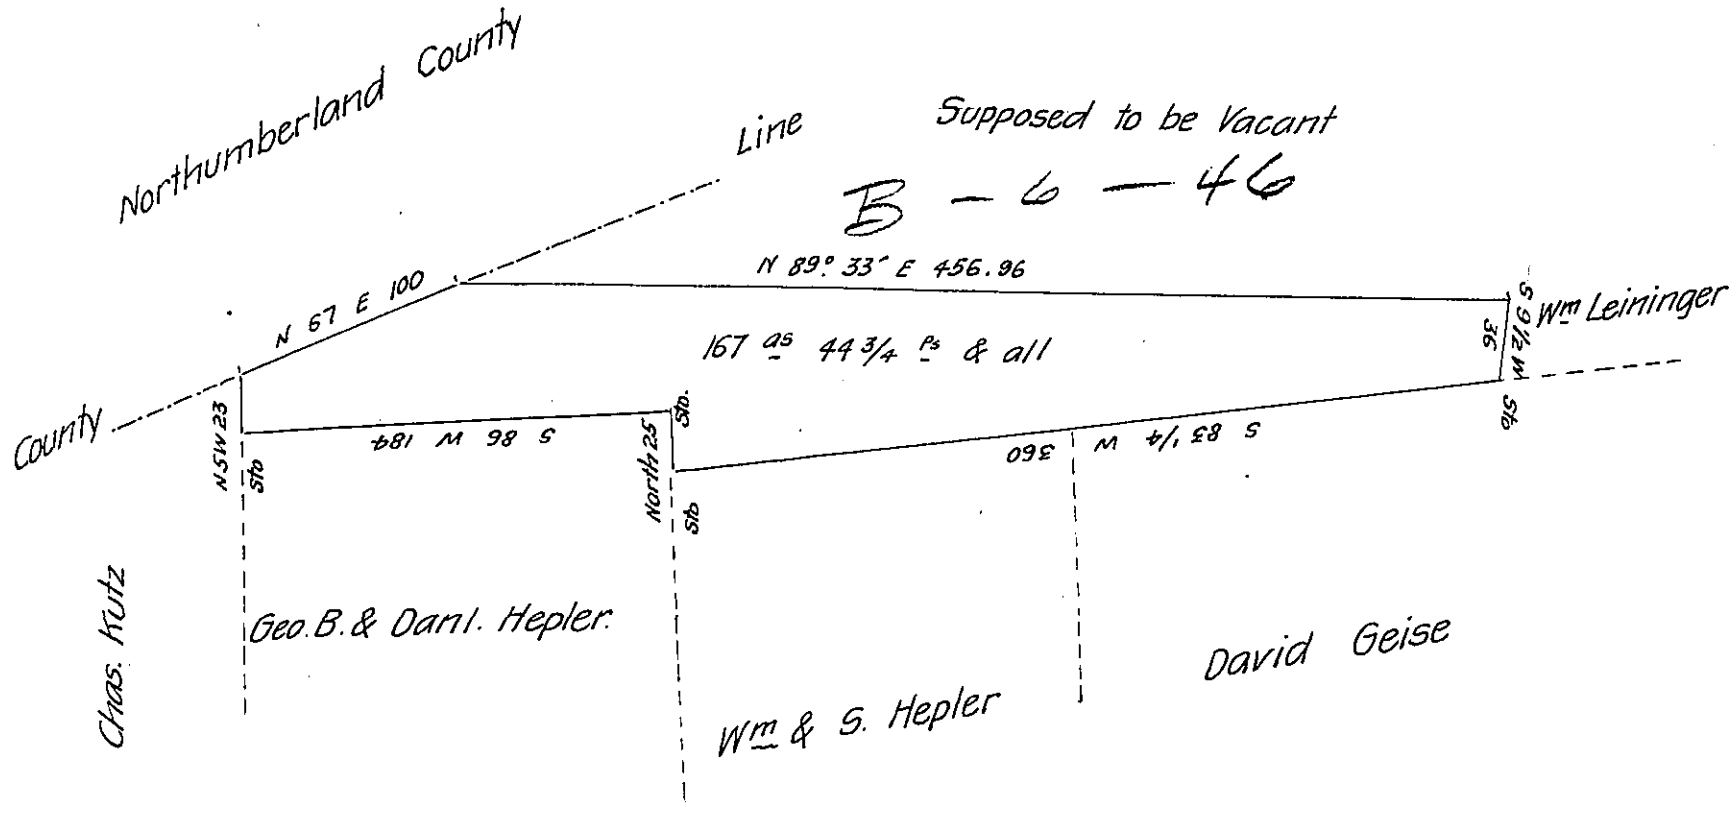 Northumberland County
Line
Supposed to be Vacant
B - 6 - 46
N 89° 33" E 456.96
N 67 E 100
S 9 1/2 W
36
Wm Leininger
167 as 44 3/4 ps & all
County
N 5 W 23
Sto
S 86 W 184
Sto.
North 25
Sto
S 83 1/4 W 360
Sto
Chas. Kutz
Geo. B. & Danl. Hepler.
Wm & S. Hepler
David Geise